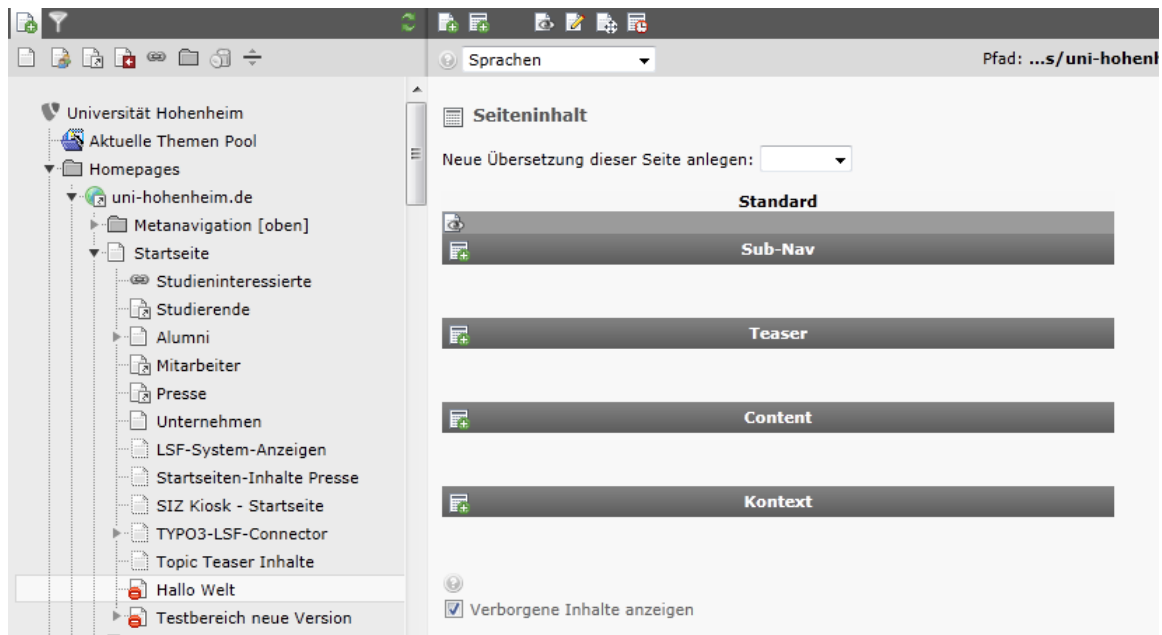 Sprachen
Pfad: ...s/uni-hohenh
Universität Hohenheim
Aktuelle Themen Pool
Homepages
uni-hohenheim.de
Metanavigation [oben]
Startseite
Studieninteressierte
Studierende
Alumni
Mitarbeiter
Presse
Unternehmen
LSF-System-Anzeigen
Startseiten-Inhalte Presse
SIZ Kiosk - Startseite
TYPO3-LSF-Connector
Topic Teaser Inhalte
Hallo Welt
Testbereich neue Version
Seiteninhalt
Neue Übersetzung dieser Seite anlegen:
Standard
Sub-Nav
Teaser
Content
Kontext
Verborgene Inhalte anzeigen